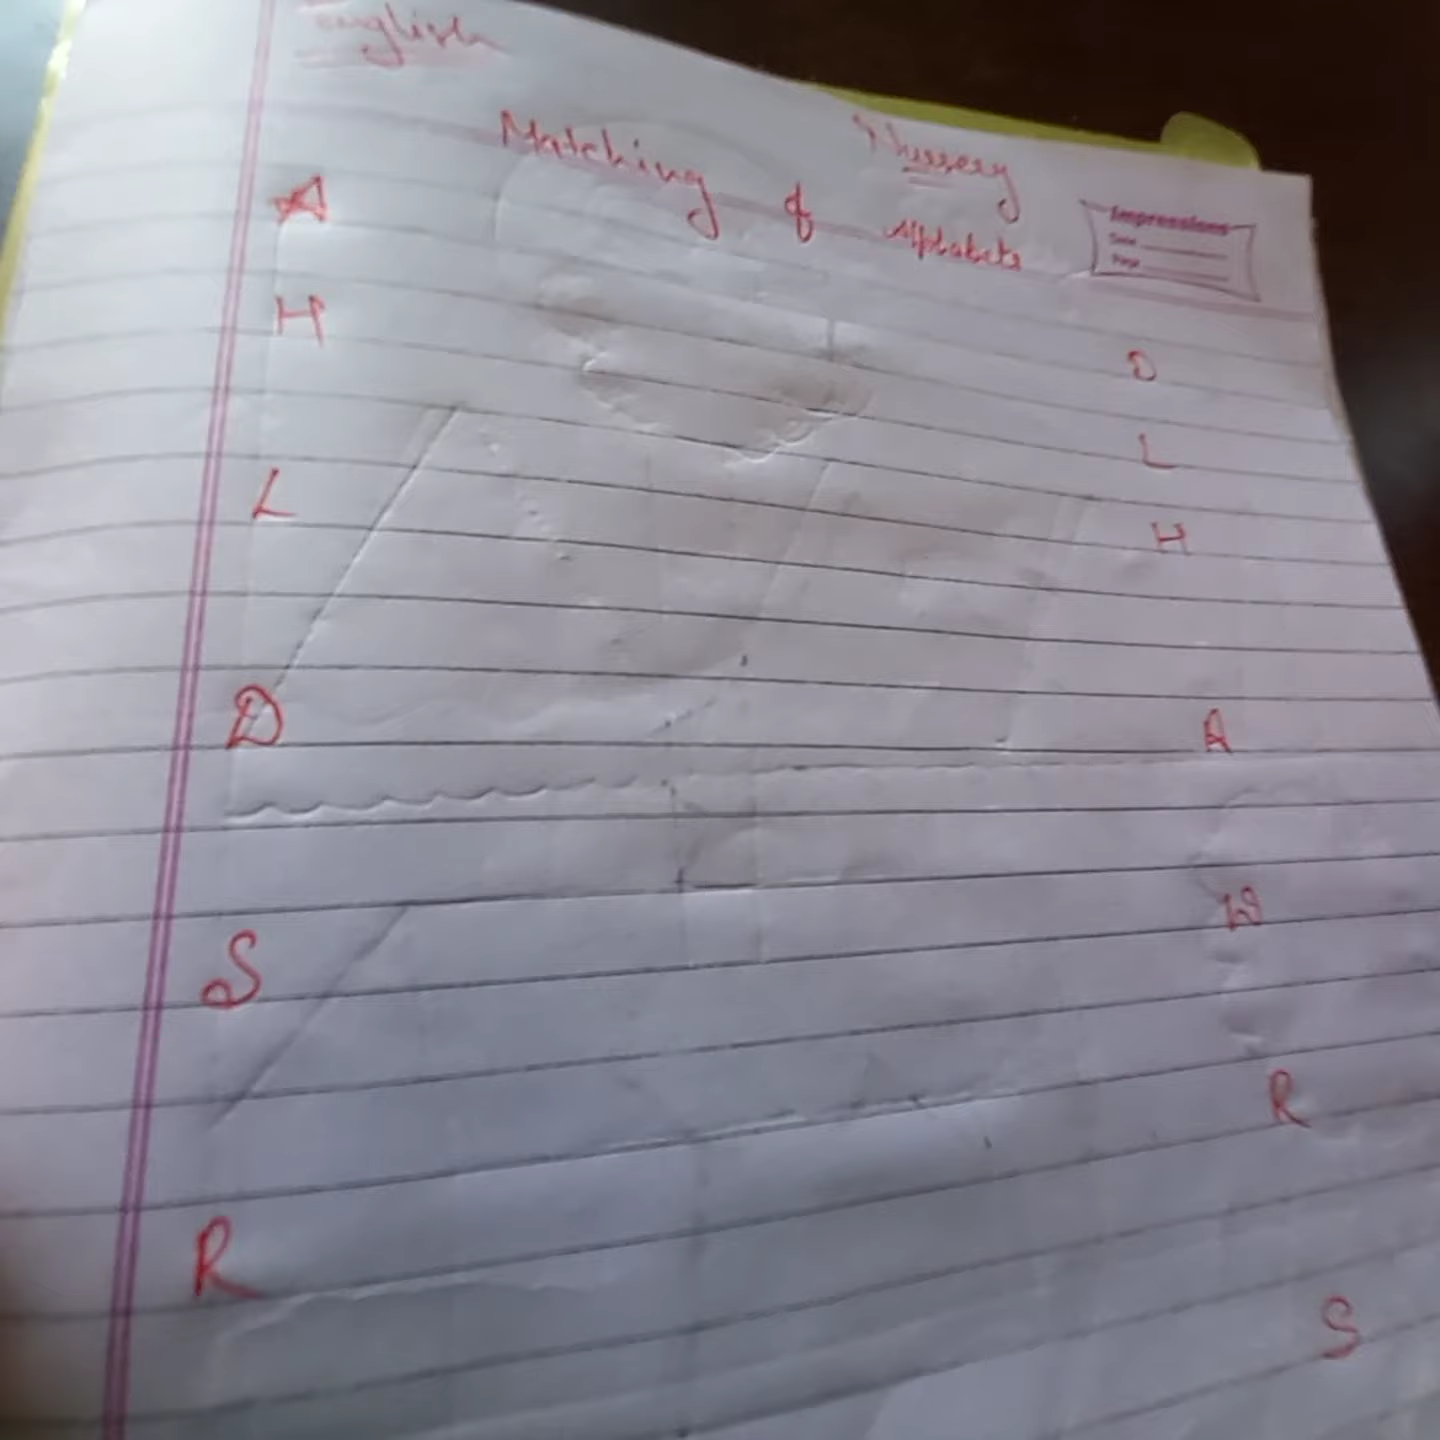 English
Nursery
Matching of Alphabets
Impressions
Date
Page
A
H D
L L
H
D A
S W
R
R
S